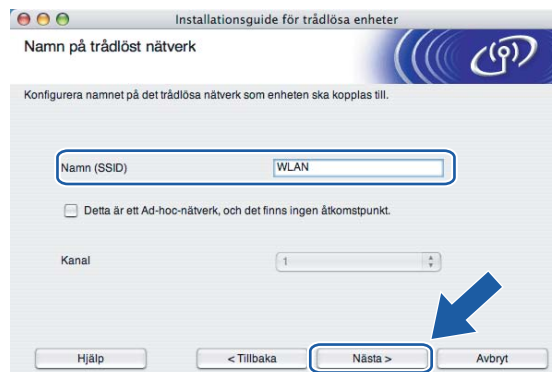 Installationsguide för trådlösa enheter
Namn på trådlöst nätverk
Konfigurera namnet på det trådlösa nätverk som enheten ska kopplas till.
Namn (SSID) WLAN
Detta är ett Ad-hoc-nätverk, och det finns ingen åtkomstpunkt.
Kanal 1
Hjälp < Tillbaka Nästa > Avbryt